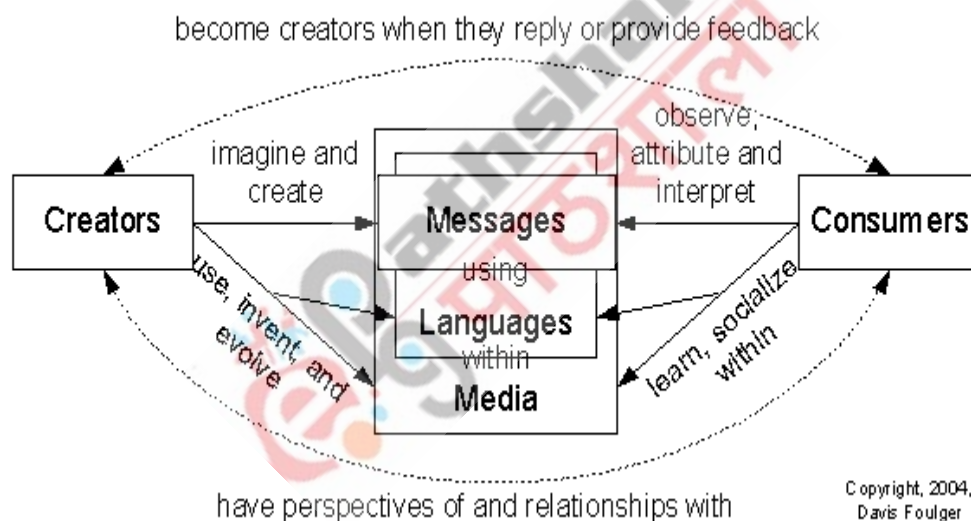 become creators when they reply or provide feedback
imagine and
create
observe,
attribute and
interpret
Creators
Messages
Consumers
using
Languages
within
Media
use, invent, and
evolve
learn, socialize
within
have perspectives of and relationships with
Copyright, 2004,
Davis Foulger
pathsha
पाठशाला